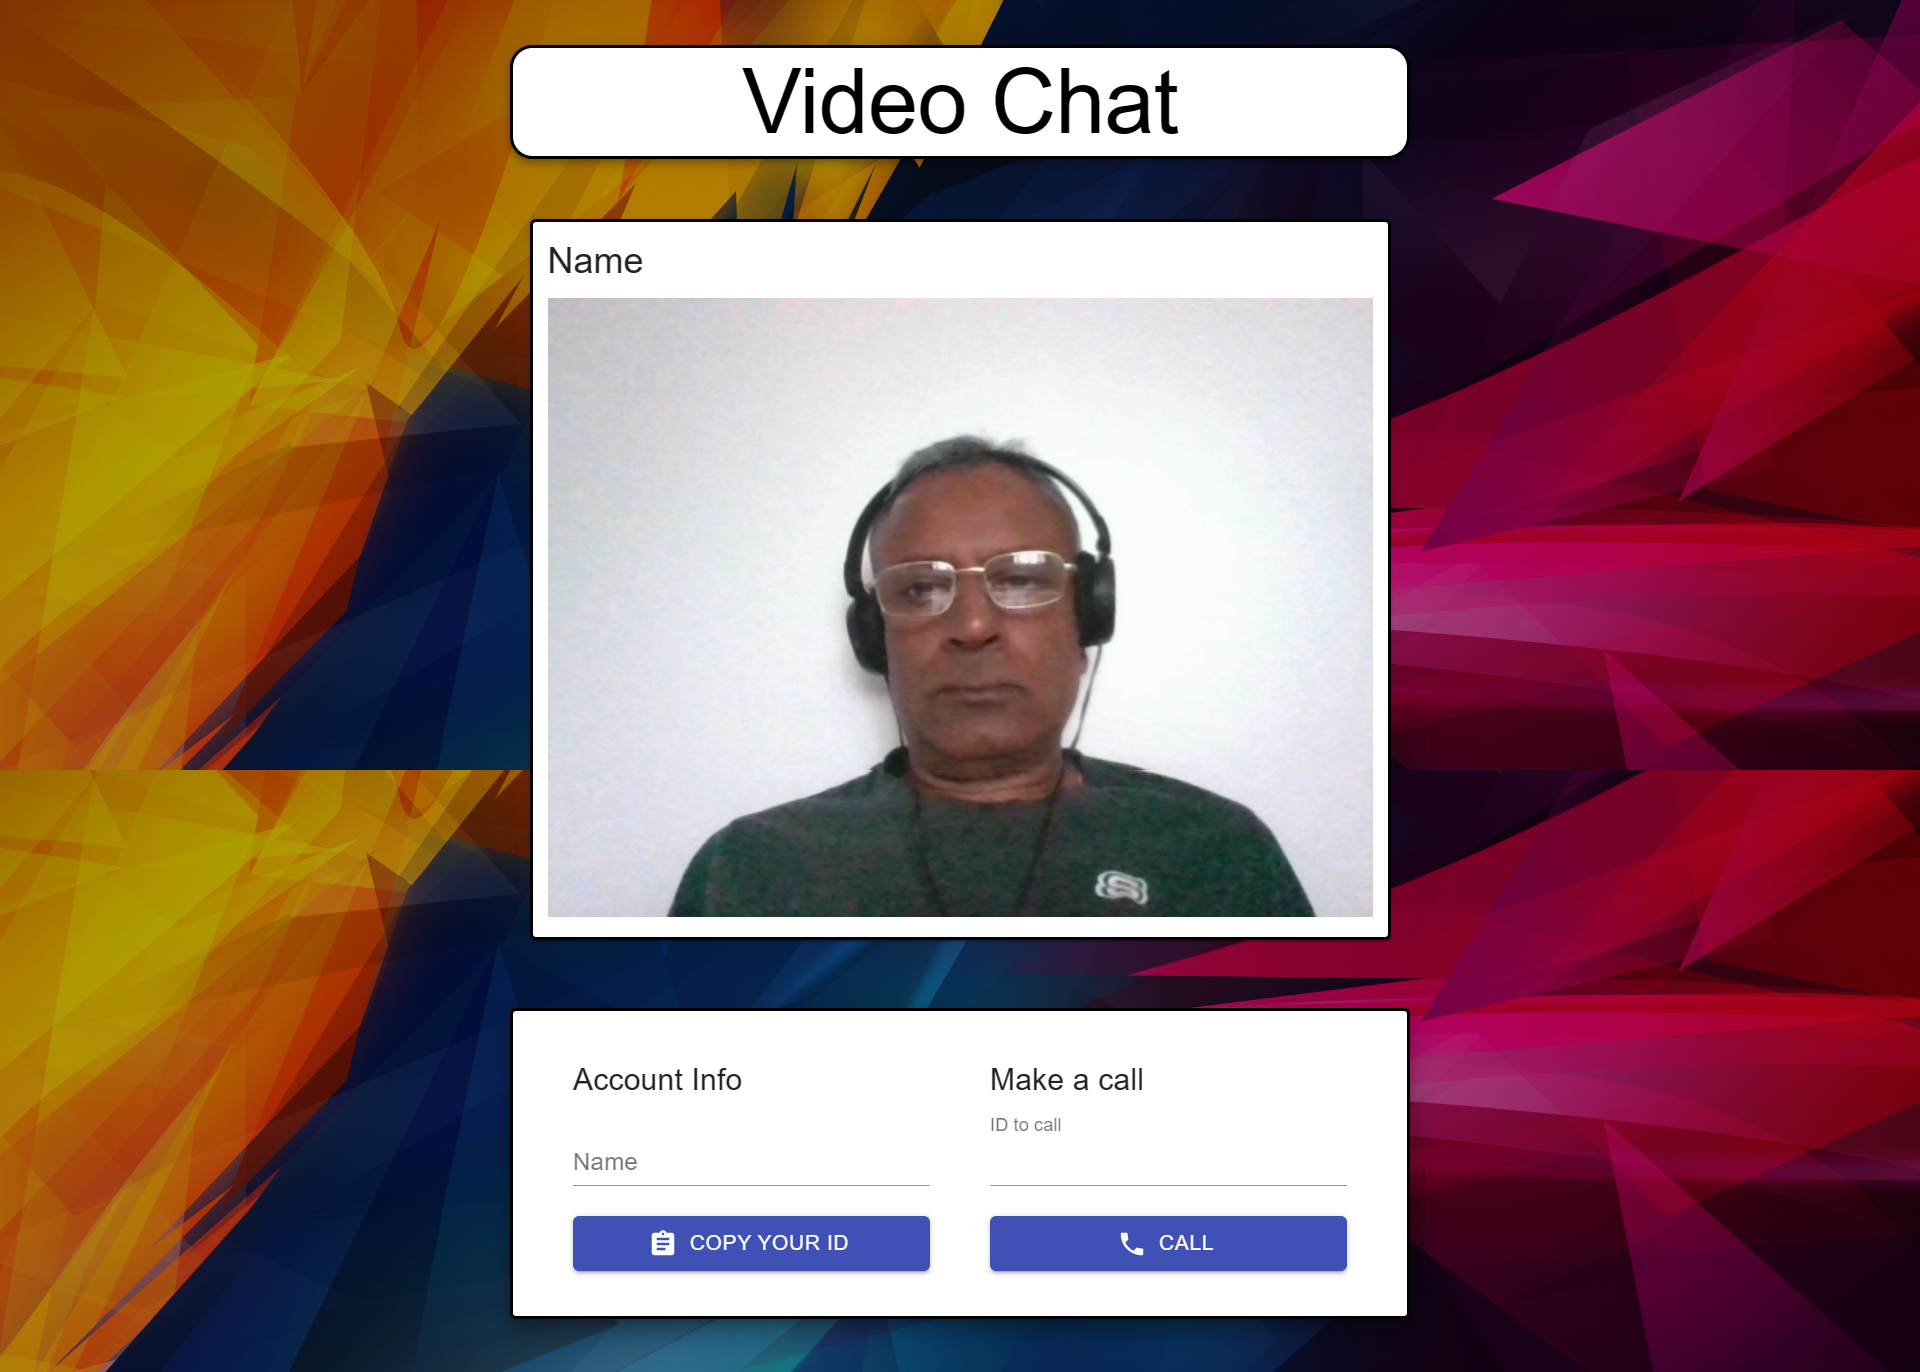 Video Chat
Name
Account Info
Make a call
ID to call
Name
COPY YOUR ID
CALL